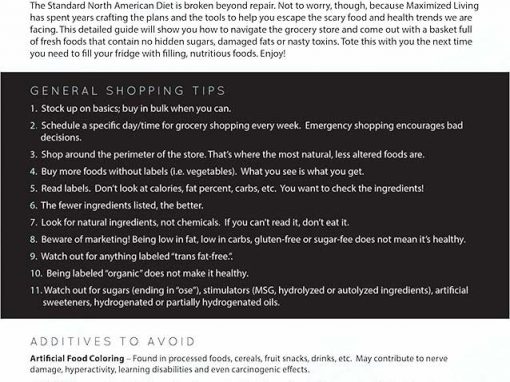 The Standard North American Diet is broken beyond repair. Not to worry, though, because Maximized Living
has spent years crafting the plans and the tools to help you escape the scary food and health trends we are
facing. This detailed guide will show you how to navigate the grocery store and come out with a basket full
of fresh foods that contain no hidden sugars, damaged fats or nasty toxins. Tote this with you the next time
you need to fill your fridge with filling, nutritious foods. Enjoy!
GENERAL SHOPPING TIPS
1. Stock up on basics; buy in bulk when you can.
2. Schedule a specific day/time for grocery shopping every week. Emergency shopping encourages bad
decisions.
3. Shop around the perimeter of the store. That's where the most natural, less altered foods are.
4. Buy more foods without labels (i.e. vegetables). What you see is what you get.
5. Read labels. Don't look at calories, fat percent, carbs, etc. You want to check the ingredients!
6. The fewer ingredients listed, the better.
7. Look for natural ingredients, not chemicals. If you can't read it, don't eat it.
8. Beware of marketing! Being low in fat, low in carbs, gluten-free or sugar-fee does not mean it's healthy.
9. Watch out for anything labeled "trans fat-free.".
10. Being labeled "organic" does not make it healthy.
11. Watch out for sugars (ending in "ose"), stimulators (MSG, hydrolyzed or autolyzed ingredients), artificial
sweeteners, hydrogenated or partially hydrogenated oils.
ADDITIVES TO AVOID
Artificial Food Coloring – Found in processed foods, cereals, fruit snacks, drinks, etc. May contribute to nerve
damage, hyperactivity, learning disabilities and even carcinogenic effects.